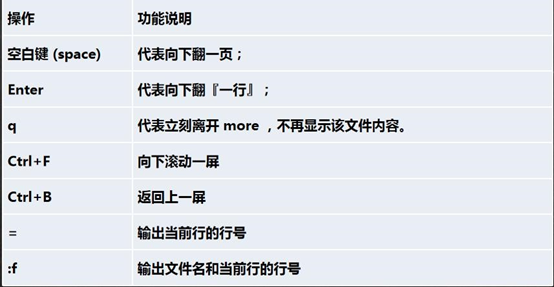 操作 功能说明
空白键 (space) 代表向下翻一页；
Enter 代表向下翻『一行』；
q 代表立刻离开 more ，不再显示该文件内容。
Ctrl+F 向下滚动一屏
Ctrl+B 返回上一屏
= 输出当前行的行号
:f 输出文件名和当前行的行号